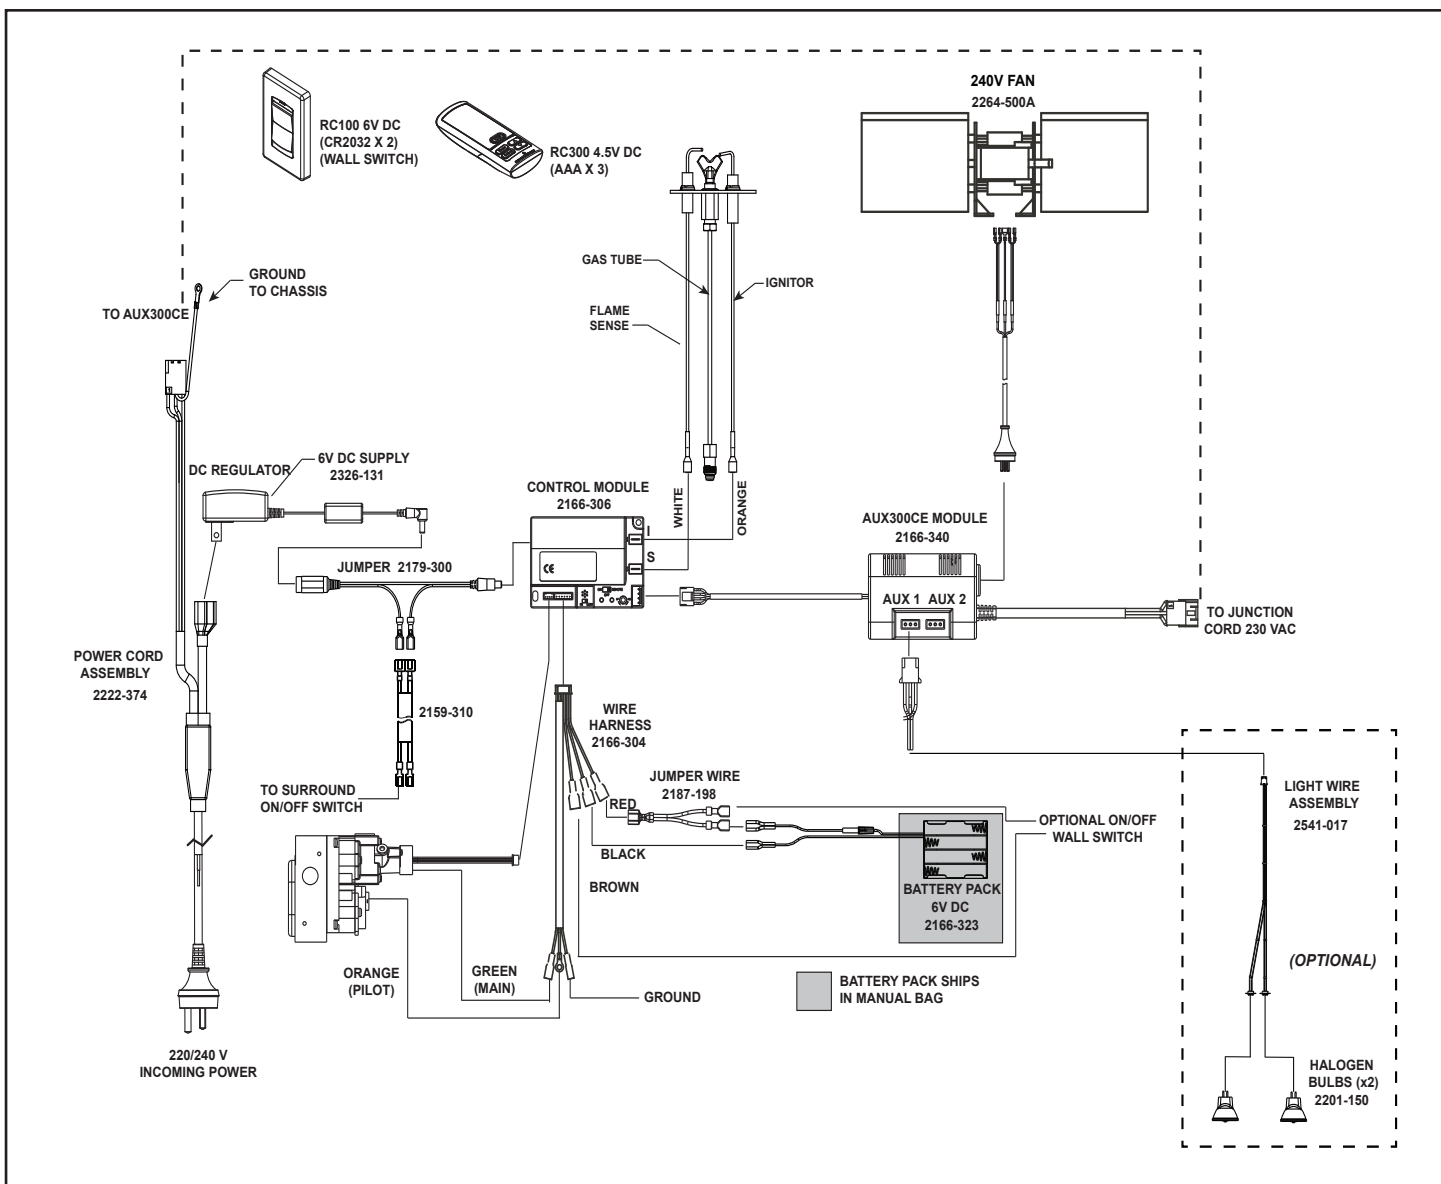 240V FAN
2264-500A
RC100 6V DC
(CR2032 X 2)
(WALL SWITCH)
RC300 4.5V DC
(AAA X 3)
GROUND
TO CHASSIS
TO AUX300CE
GAS TUBE
IGNITOR
FLAME
SENSE
DC REGULATOR
6V DC SUPPLY
2326-131
CONTROL MODULE
2166-306
WHITE
ORANGE
I
S
CE
AUX300CE MODULE
2166-340
AUX 1 AUX 2
JUMPER 2179-300
TO JUNCTION
CORD 230 VAC
POWER CORD
ASSEMBLY
2222-374
2159-310
WIRE
HARNESS
2166-304
JUMPER WIRE
2187-198
TO SURROUND
ON/OFF SWITCH
RED
BLACK
BROWN
OPTIONAL ON/OFF
WALL SWITCH
LIGHT WIRE
ASSEMBLY
2541-017
BATTERY PACK
6V DC
2166-323
(OPTIONAL)
ORANGE
(PILOT)
GREEN
(MAIN)
GROUND
BATTERY PACK SHIPS
IN MANUAL BAG
220/240 V
INCOMING POWER
HALOGEN
BULBS (x2)
2201-150